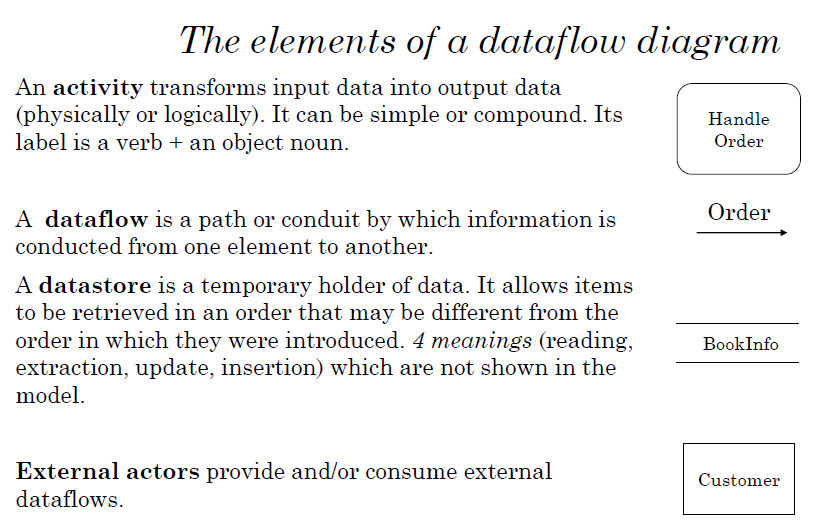 The elements of a dataflow diagram
An activity transforms input data into output data
(physically or logically). It can be simple or compound. Its
label is a verb + an object noun.
Handle
Order
A dataflow is a path or conduit by which information is
conducted from one element to another.
Order
A datastore is a temporary holder of data. It allows items
to be retrieved in an order that may be different from the
order in which they were introduced. 4 meanings (reading,
extraction, update, insertion) which are not shown in the
model.
BookInfo
External actors provide and/or consume external
dataflows.
Customer